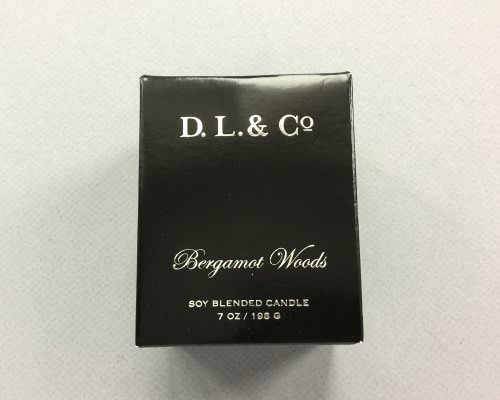 D. L. & Cº
Bergamot Woods
SOY BLENDED CANDLE
7 OZ / 198 G